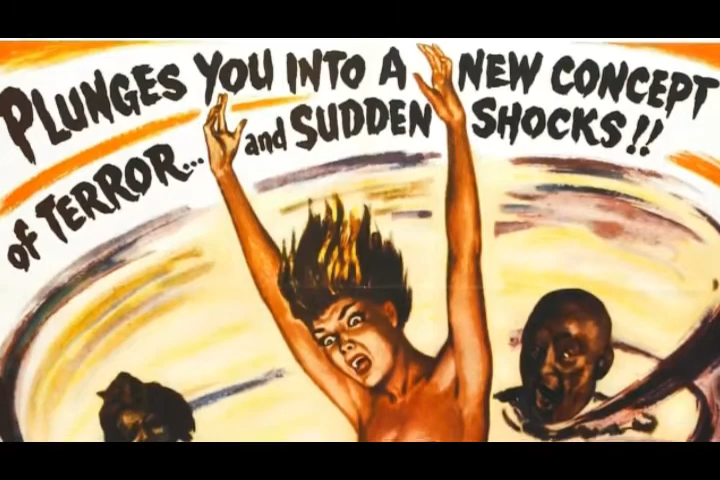 PLUNGES YOU INTO A NEW CONCEPT
OF TERROR... and SUDDEN SHOCKS!!